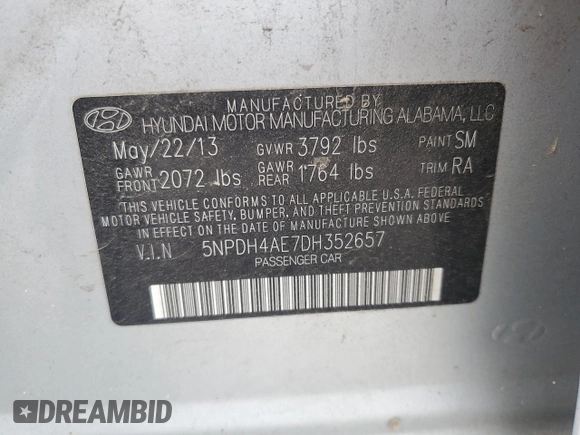 MANUFACTURED BY
HYUNDAI MOTOR MANUFACTURING ALABAMA, LLC
May/22/13 GVWR 3792 lbs PAINT SM
GAWR FRONT 2072 lbs GAWR REAR 1764 lbs TRIM RA
THIS VEHICLE CONFORMS TO ALL APPLICABLE U.S.A. FEDERAL
MOTOR VEHICLE SAFETY, BUMPER, AND THEFT PREVENTION STANDARDS
IN EFFECT ON THE DATE OF MANUFACTURE SHOWN ABOVE.
V.I.N 5NPDH4AE7DH352657
PASSENGER CAR
DREAMBID